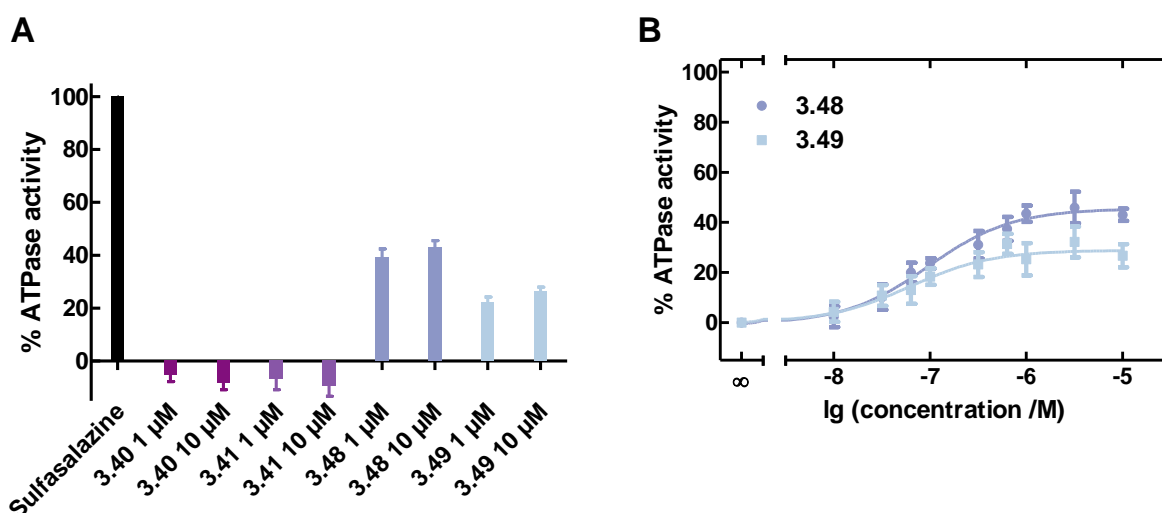 A
% ATPase activity
100
80
60
40
20
0
Sulfasalazine
3.40 1 µM
3.40 10 µM
3.41 1 µM
3.41 10 µM
3.48 1 µM
3.48 10 µM
3.49 1 µM
3.49 10 µM
B
% ATPase activity
100
80
60
40
20
0
3.48
3.49
∞
-8
-7
-6
-5
lg (concentration /M)